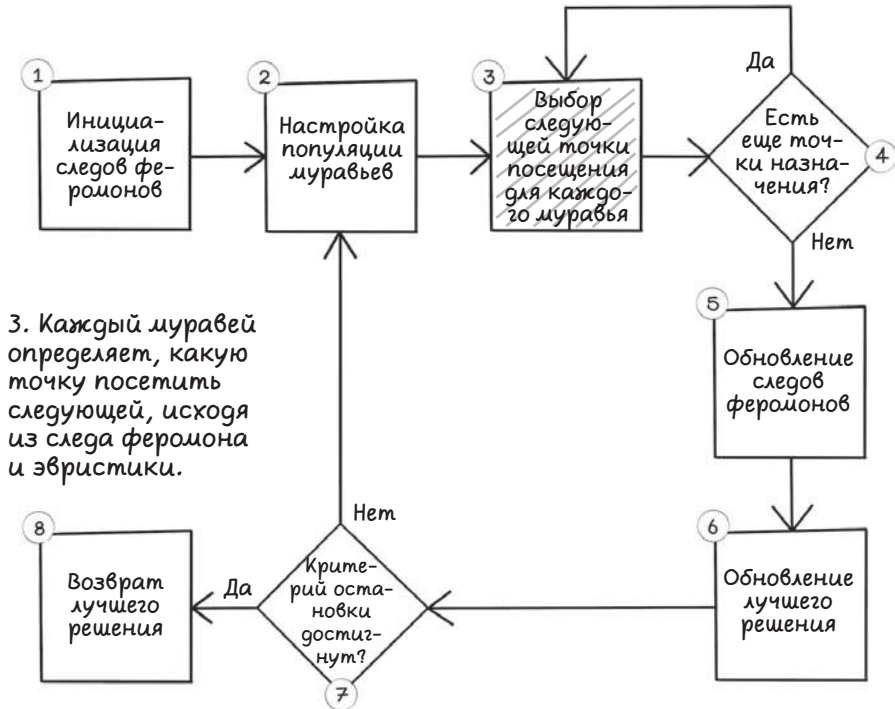 1
Инициа-
лизация
следов фе-
ромонов
2
Настройка
популяции
муравьев
3
Выбор
следую-
щей точки
посещения
для каждо-
го муравья
Да
Есть
еще точ-
ки назна-
чения?
4
Нет
5
Обновление
следов
феромонов
3. Каждый муравей
определяет, какую
точку посетить
следующей, исходя
из следа феромона
и эвристики.
6
Обновление
лучшего
решения
Нет
Крите-
рий оста-
новки
достиг-
нут?
7
Да
8
Возврат
лучшего
решения